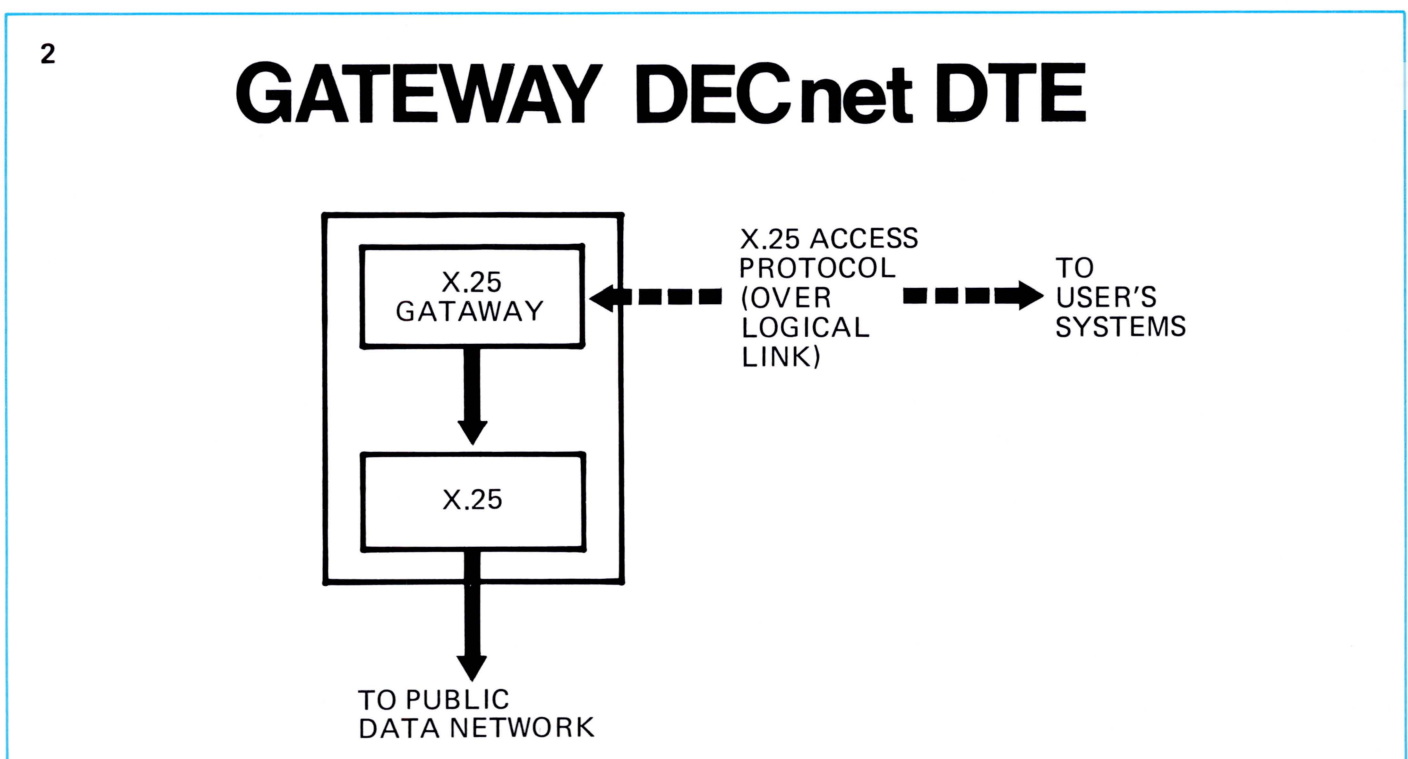 2
GATEWAY DECnet DTE
X.25
GATAWAY
X.25 ACCESS
PROTOCOL
(OVER
LOGICAL
LINK)
TO
USER'S
SYSTEMS
X.25
TO PUBLIC
DATA NETWORK